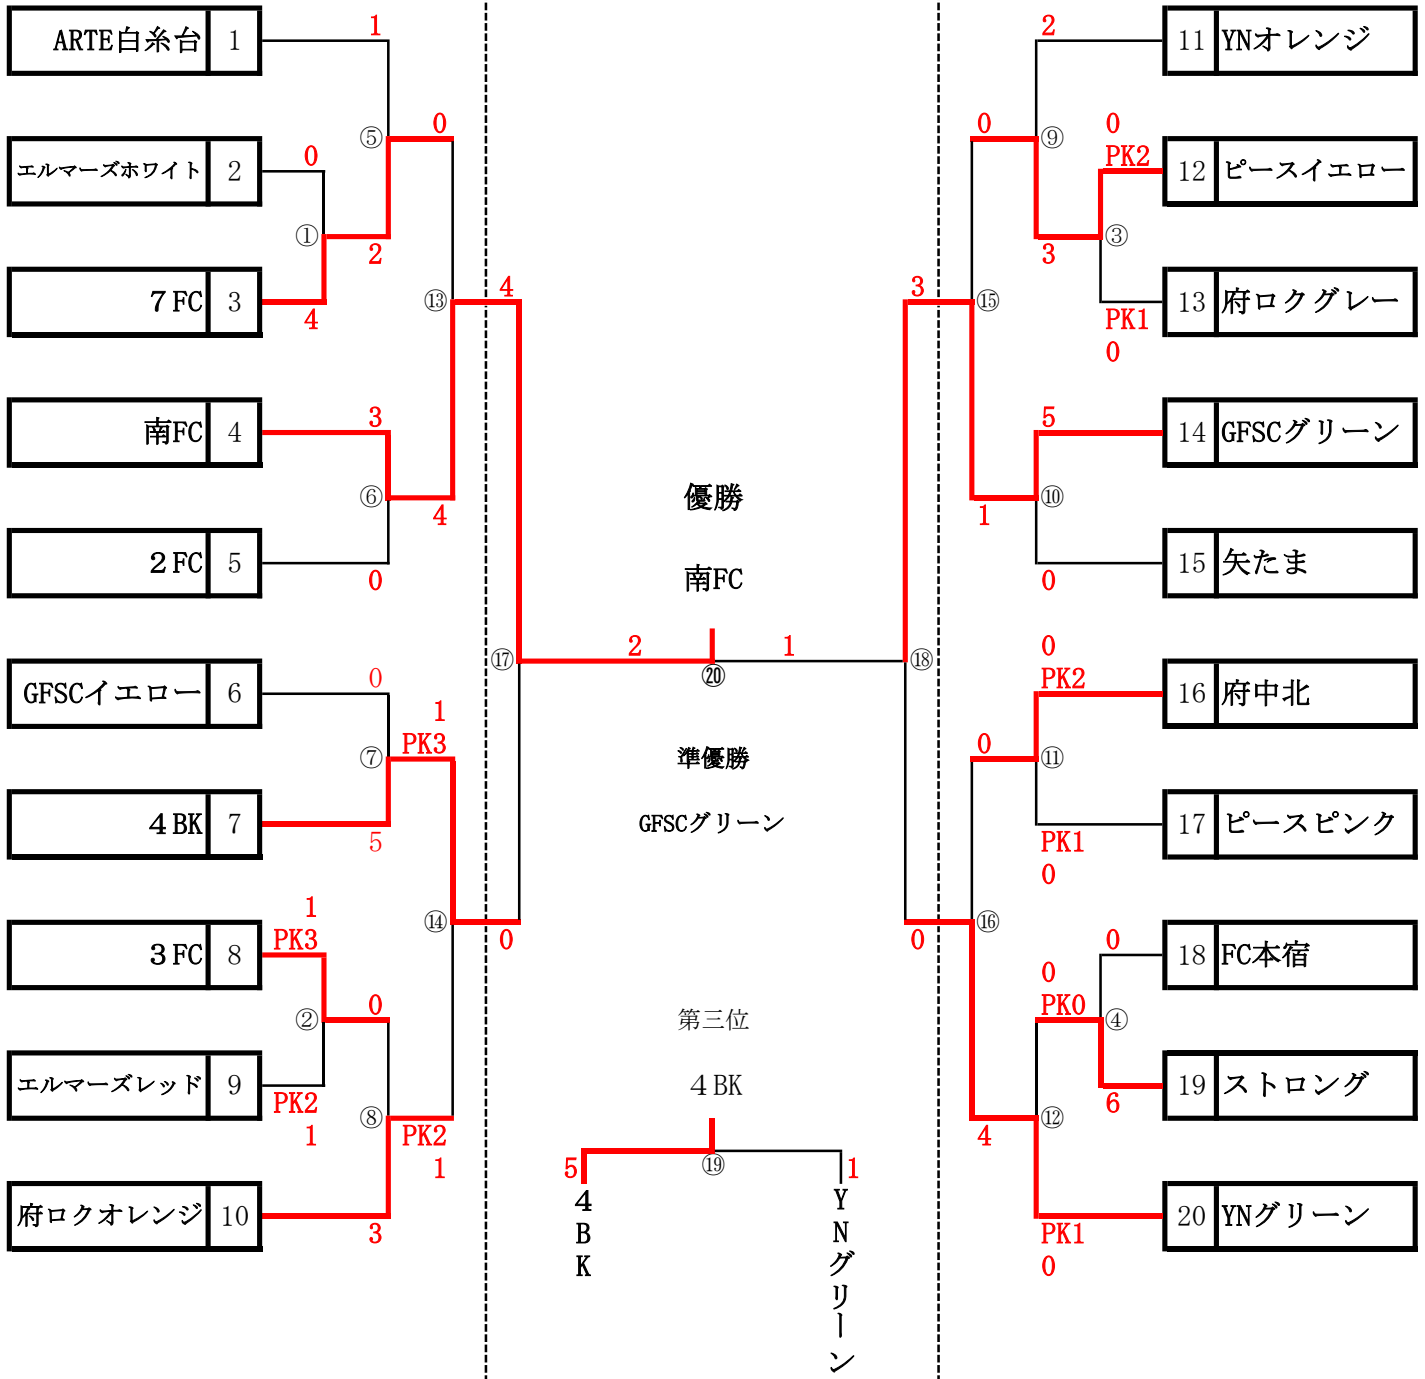 ARTE白糸台 1
1
2
11 YNオレンジ
⑤
0
0
⑨
0
エルマーズホワイト 2
0
PK2
12 ピースイエロー
①
2
3
③
7FC 3
4
⑬
4
3
⑮
PK1
0
13 府ロクグレー
南FC 4
3
5
14 GFSCグリーン
⑥
4
1
⑩
優勝
2FC 5
0
0
15 矢たま
南FC
⑰
2
1
⑱
⑳
GFSCイエロー 6
0
0
PK2
16 府中北
⑦
1
PK3
準優勝
0
⑪
4BK 7
5
GFSCグリーン
PK1
0
17 ピースピンク
⑭
0
0
⑯
3FC 8
1
PK3
0
18 FC本宿
②
0
第三位
0
PK0
④
エルマーズレッド 9
PK2
1
4BK
6
19 ストロング
⑧
PK2
1
4
⑫
⑲
5
1
府ロクオレンジ 10
3
4BK
YNグリーン
PK1
0
20 YNグリーン